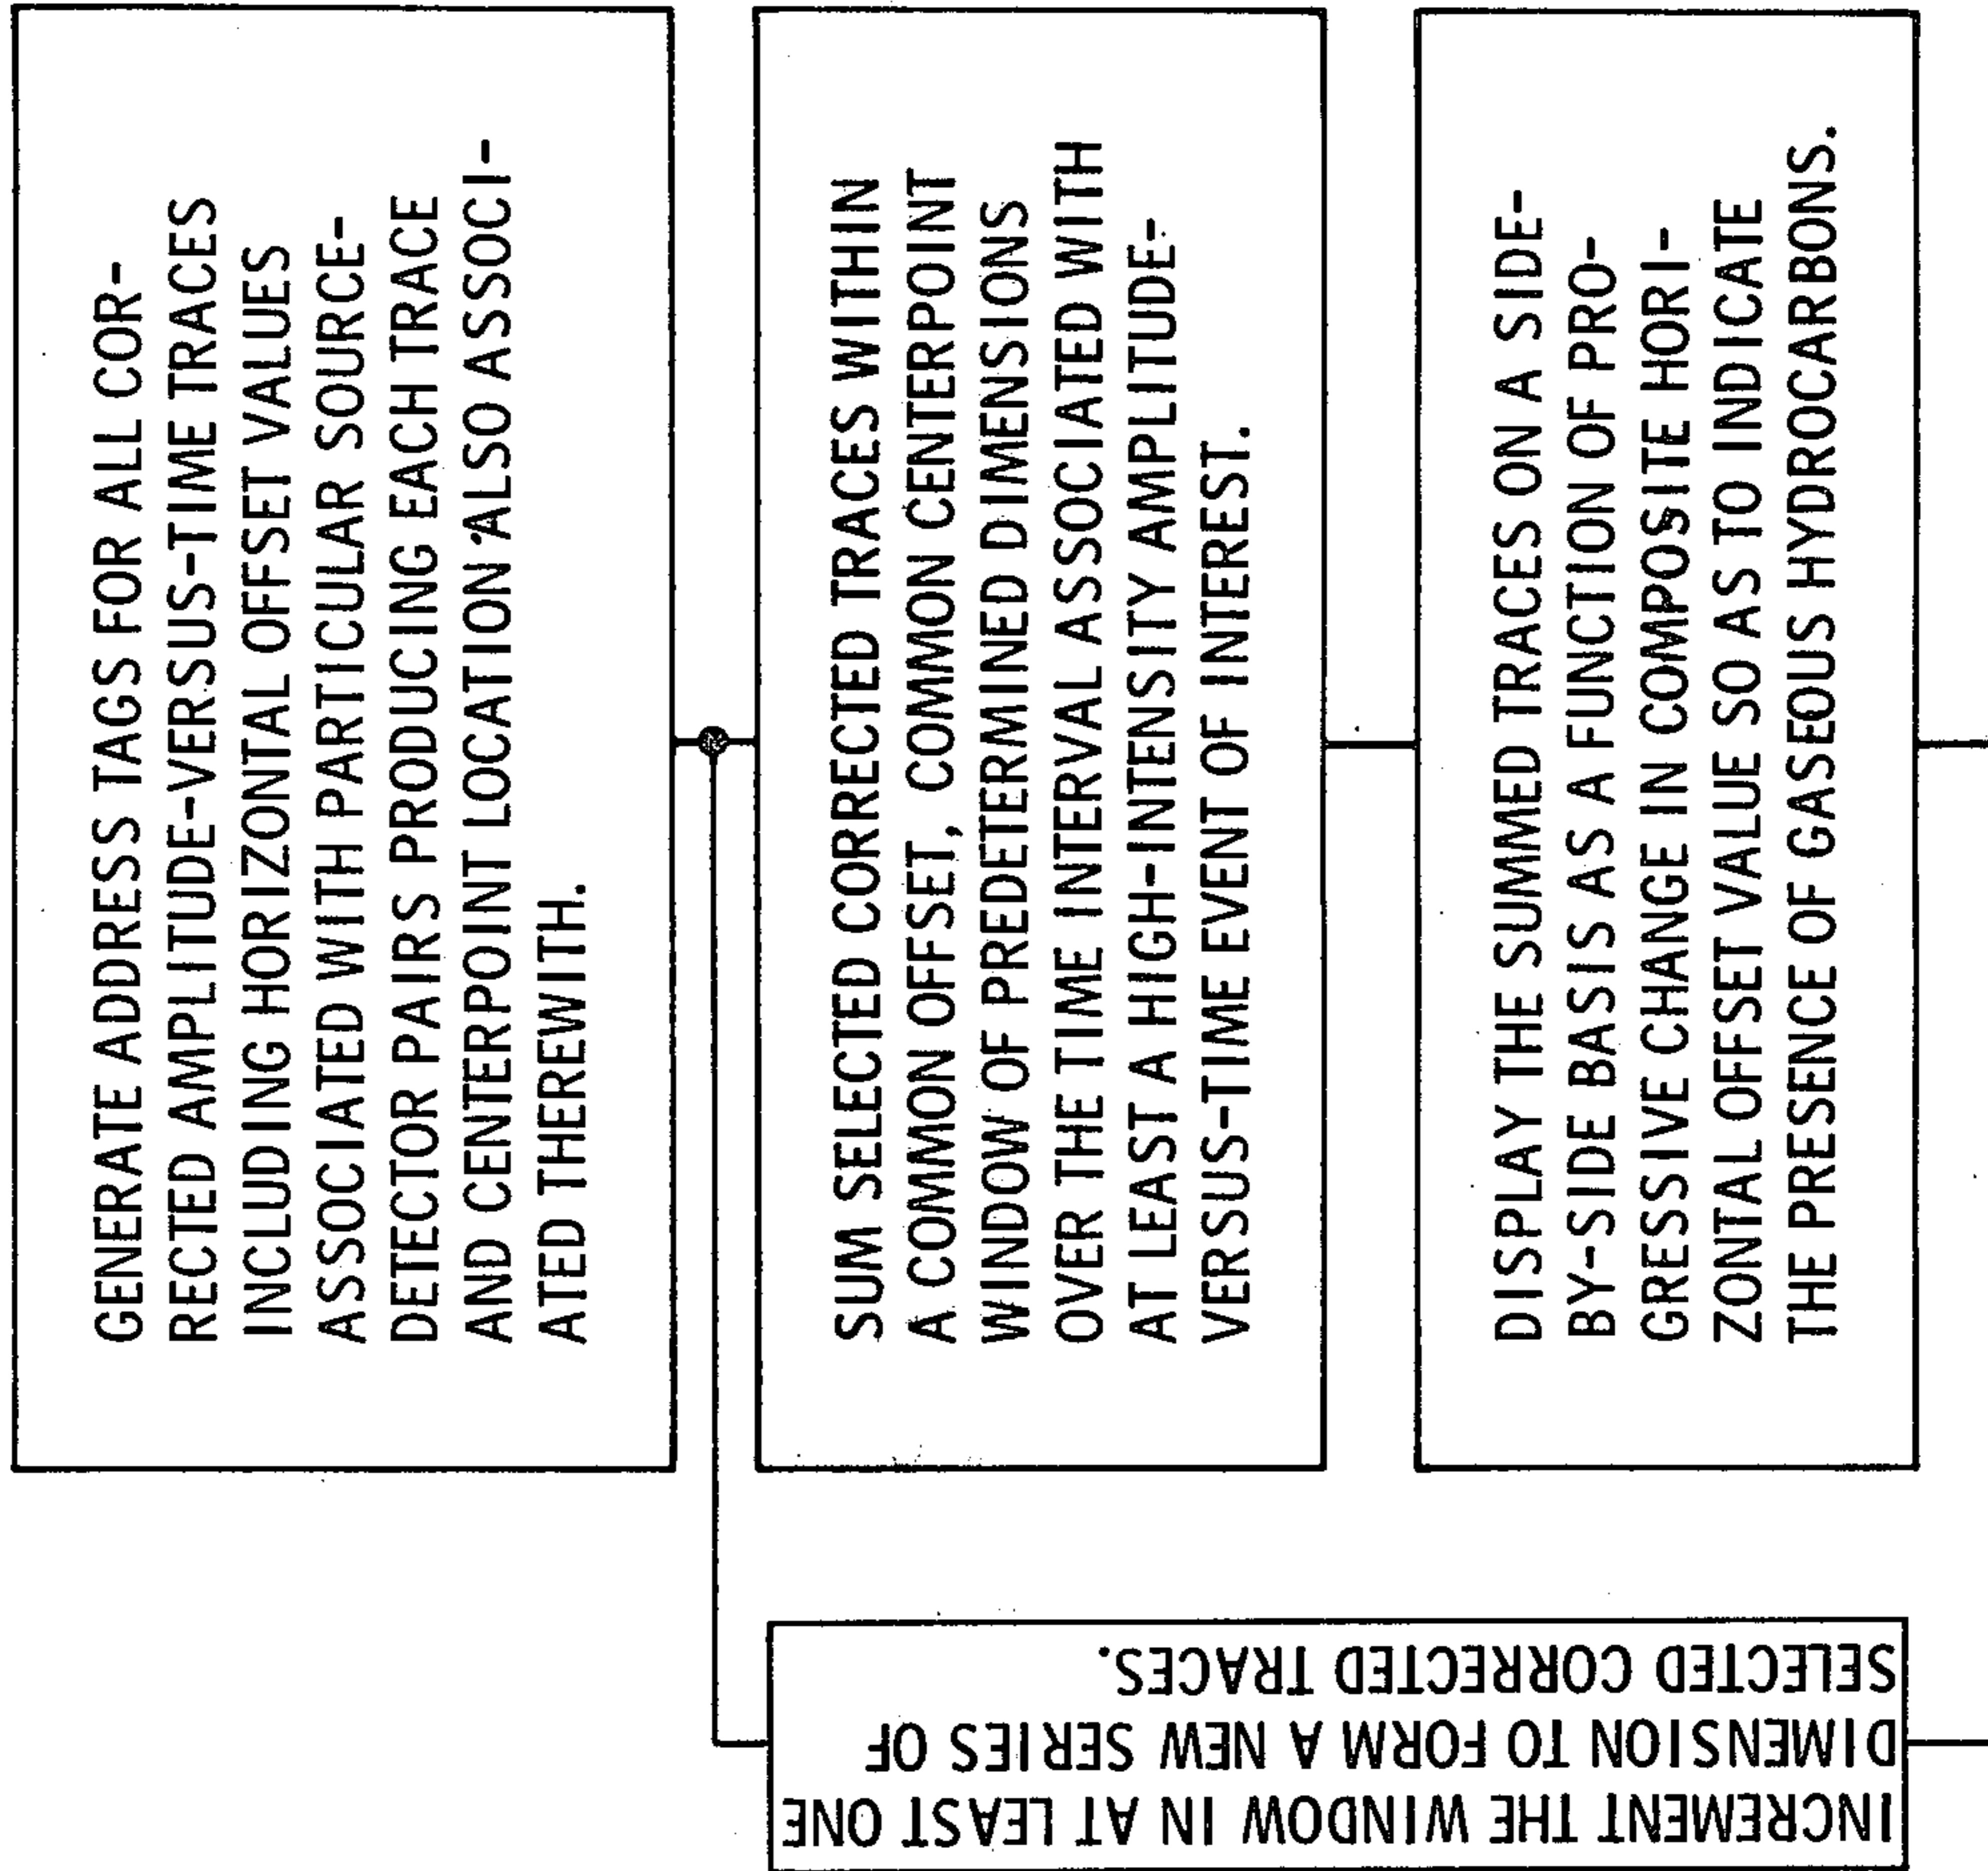 GENERATE ADDRESS TAGS FOR ALL COR-
RECTED AMPLITUDE-VERSUS-TIME TRACES
INCLUDING HORIZONTAL OFFSET VALUES
ASSOCIATED WITH PARTICULAR SOURCE-
DETECTOR PAIRS PRODUCING EACH TRACE
AND CENTERPOINT LOCATION ALSO ASSOCI-
ATED THEREWITH.
SUM SELECTED CORRECTED TRACES WITHIN
A COMMON OFFSET, COMMON CENTERPOINT
WINDOW OF PREDETERMINED DIMENSIONS
OVER THE TIME INTERVAL ASSOCIATED WITH
AT LEAST A HIGH-INTENSITY AMPLITUDE-
VERSUS-TIME EVENT OF INTEREST.
DISPLAY THE SUMMED TRACES ON A SIDE-
BY-SIDE BASIS AS A FUNCTION OF PRO-
GRESSIVE CHANGE IN COMPOSITE HORI-
ZONTAL OFFSET VALUE SO AS TO INDICATE
THE PRESENCE OF GASEOUS HYDROCARBONS.
INCREMENT THE WINDOW IN AT LEAST ONE
DIMENSION TO FORM A NEW SERIES OF
SELECTED CORRECTED TRACES.